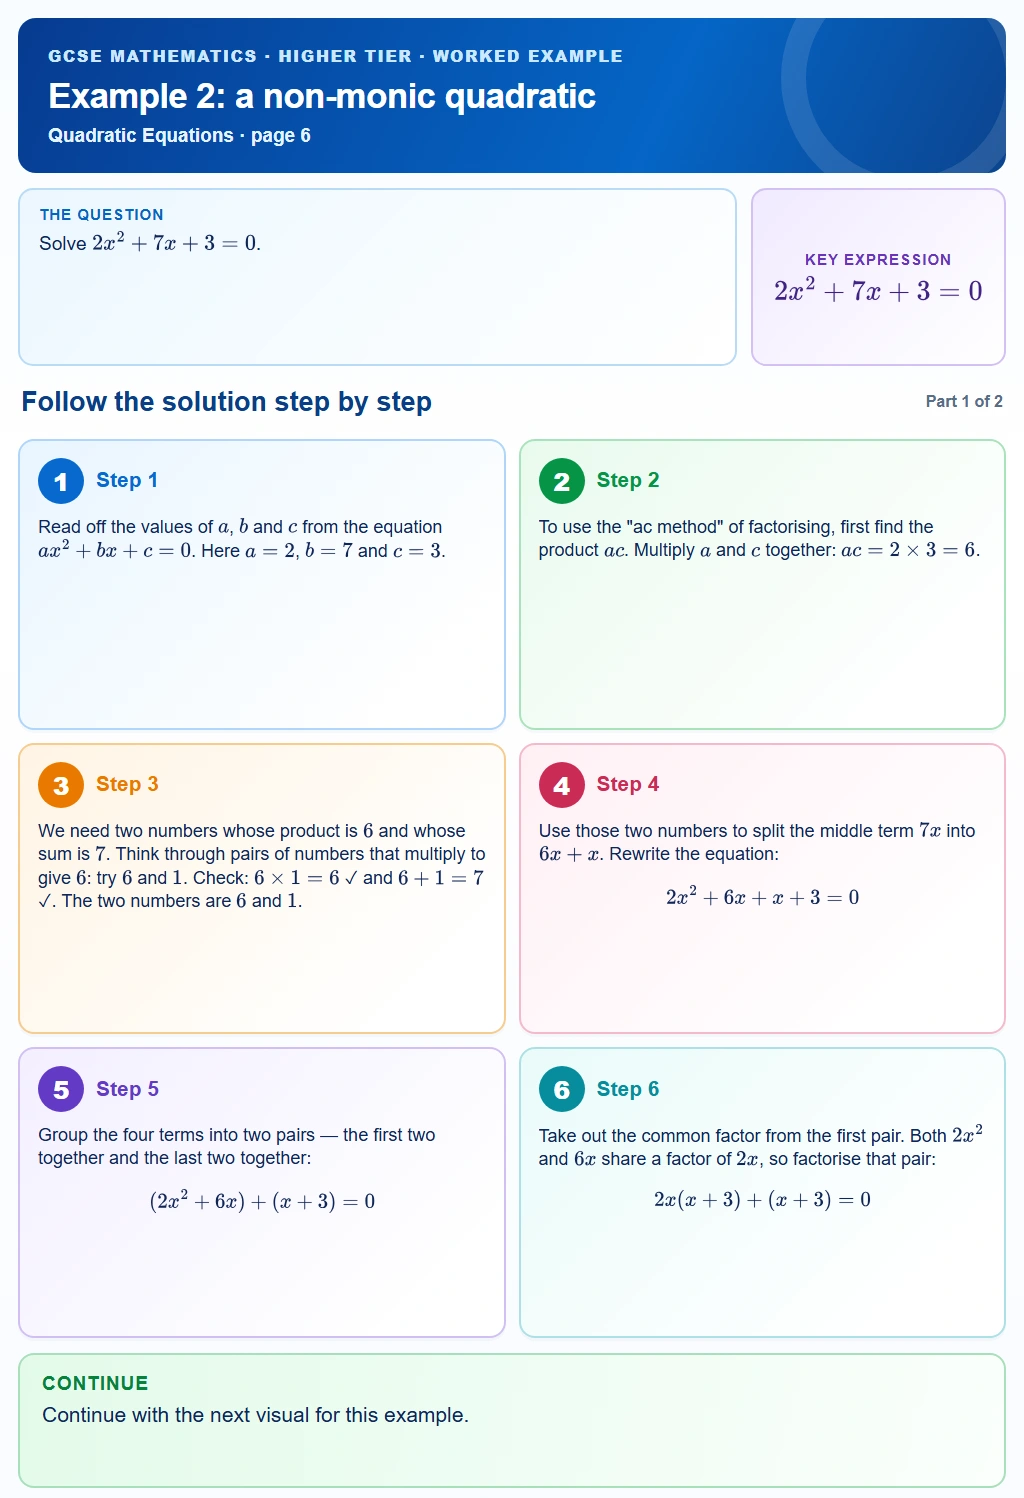 GCSE MATHEMATICS · HIGHER TIER · WORKED EXAMPLE
Example 2: a non-monic quadratic
Quadratic Equations · page 6
THE QUESTION
Solve 2x² + 7x + 3 = 0.
KEY EXPRESSION
2x² + 7x + 3 = 0
Follow the solution step by step
Part 1 of 2
1 Step 1
Read off the values of a, b and c from the equation
ax² + bx + c = 0. Here a = 2, b = 7 and c = 3.
2 Step 2
To use the "ac method" of factorising, first find the
product ac. Multiply a and c together: ac = 2 × 3 = 6.
3 Step 3
We need two numbers whose product is 6 and whose
sum is 7. Think through pairs of numbers that multiply to
give 6: try 6 and 1. Check: 6 × 1 = 6 ✓ and 6 + 1 = 7
✓. The two numbers are 6 and 1.
4 Step 4
Use those two numbers to split the middle term 7x into
6x + x. Rewrite the equation:
2x² + 6x + x + 3 = 0
5 Step 5
Group the four terms into two pairs — the first two
together and the last two together:
(2x² + 6x) + (x + 3) = 0
6 Step 6
Take out the common factor from the first pair. Both 2x²
and 6x share a factor of 2x, so factorise that pair:
2x(x + 3) + (x + 3) = 0
CONTINUE
Continue with the next visual for this example.